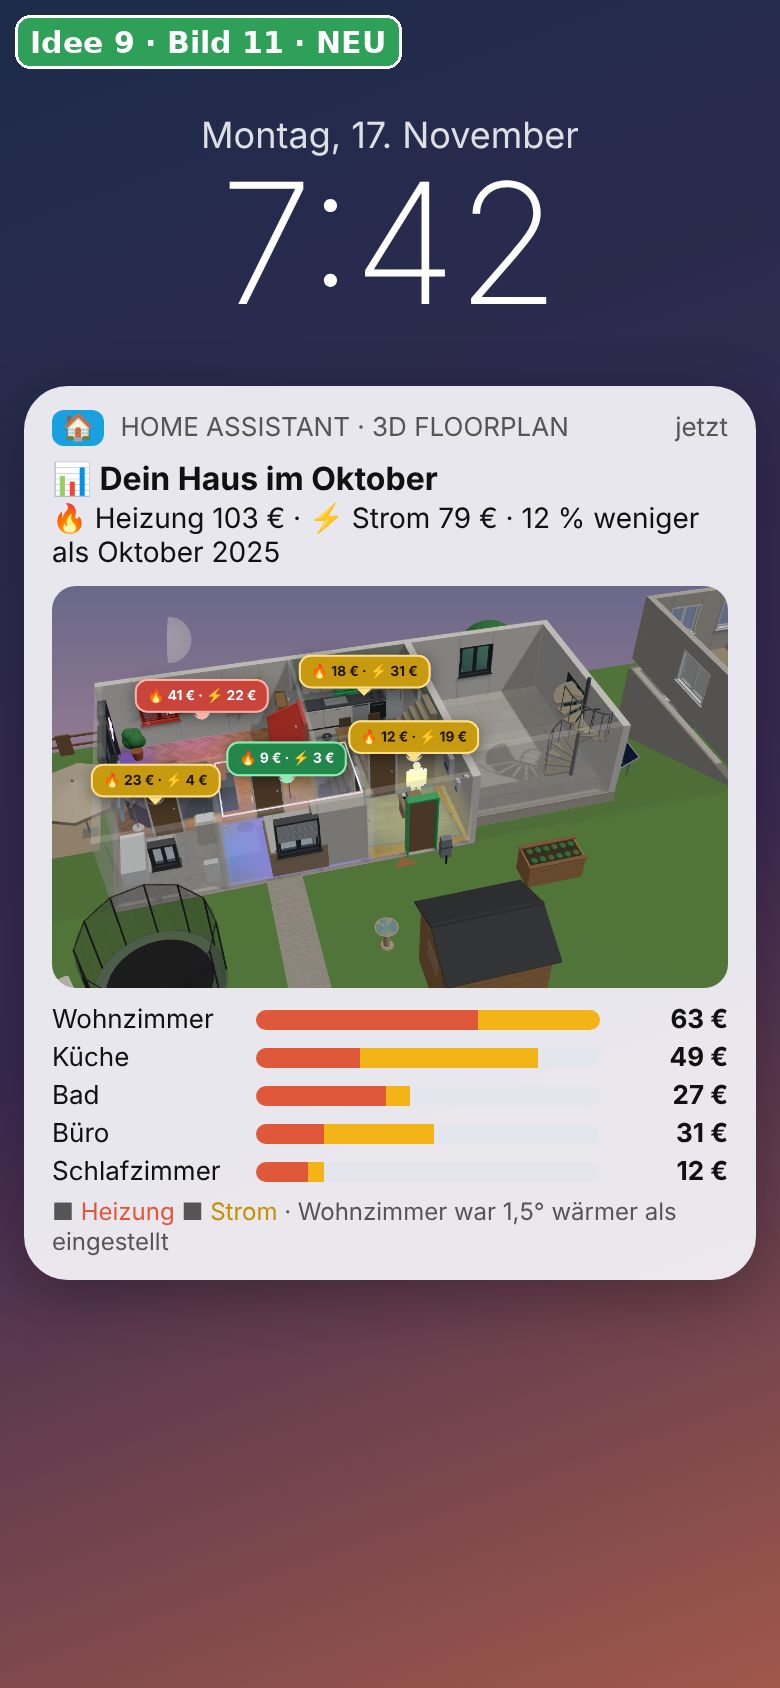 Idee 9 · Bild 11 · NEU
Montag, 17. November
7:42
HOME ASSISTANT · 3D FLOORPLAN jetzt
📊 Dein Haus im Oktober
🔥 Heizung 103 € · ⚡ Strom 79 € · 12 % weniger
als Oktober 2025
🔥 18 € · ⚡ 31 €
🔥 41 € · ⚡ 22 €
🔥 12 € · ⚡ 19 €
🔥 9 € · ⚡ 3 €
🔥 23 € · ⚡ 4 €
Wohnzimmer 63 €
Küche 49 €
Bad 27 €
Büro 31 €
Schlafzimmer 12 €
■ Heizung ■ Strom · Wohnzimmer war 1,5° wärmer als
eingestellt